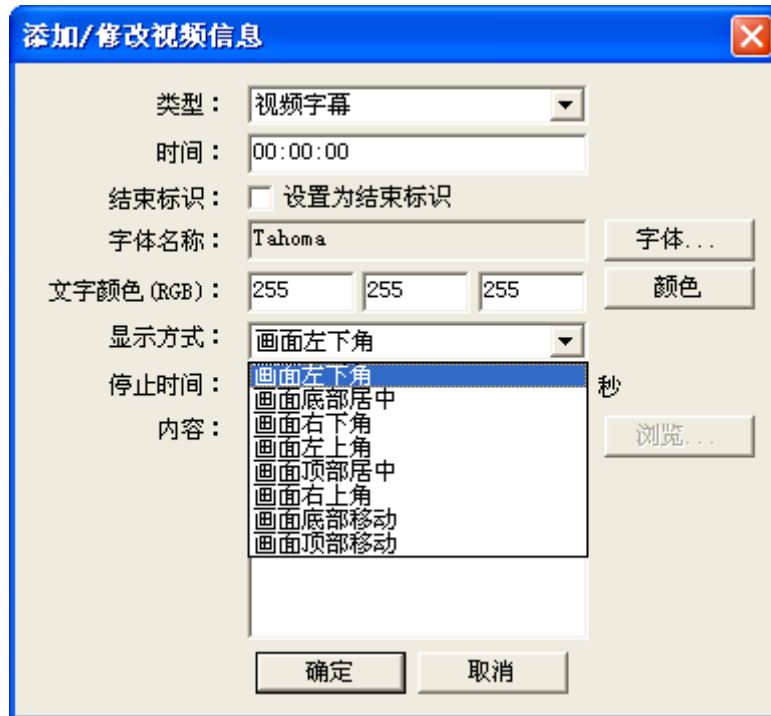 添加/修改视频信息
类型： 视频字幕
时间： 00:00:00
结束标识： 设置为结束标识
字体名称： Tahoma 字体...
文字颜色(RGB)： 255 255 255 颜色
显示方式： 画面左下角
停止时间： 画面左下角 秒
画面底部居中
内容： 画面右下角 浏览...
画面左上角
画面顶部居中
画面右上角
画面底部移动
画面顶部移动
确定 取消